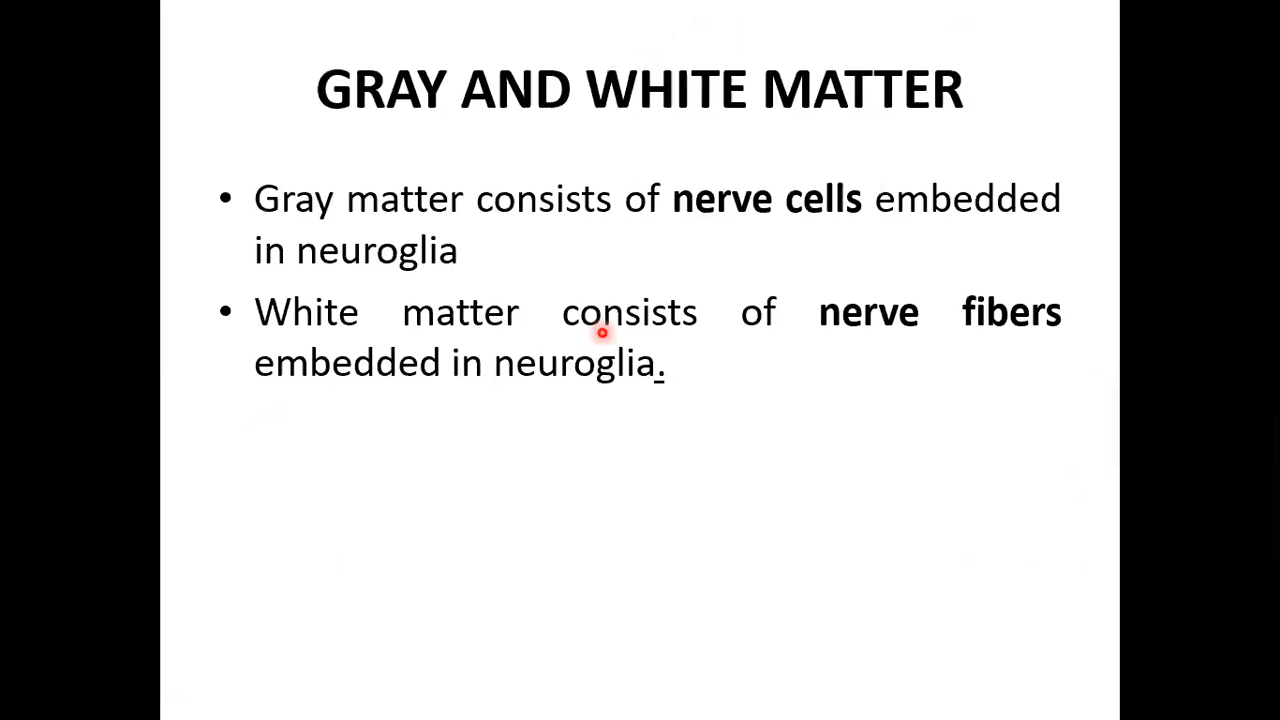 GRAY AND WHITE MATTER
• Gray matter consists of nerve cells embedded
in neuroglia
• White matter consists of nerve fibers
embedded in neuroglia.